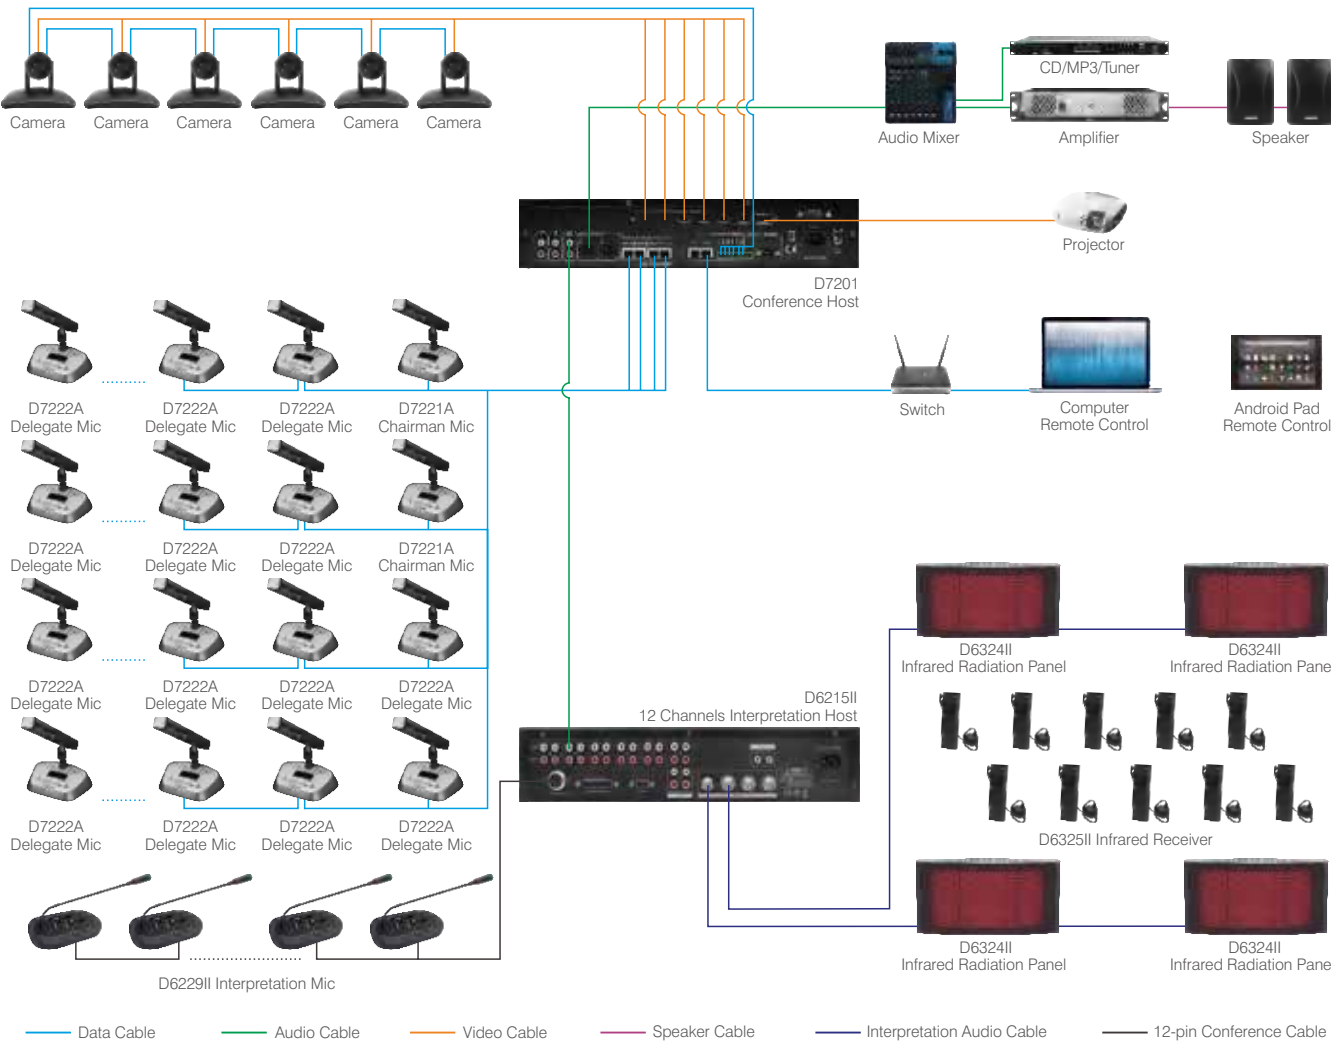 Camera Camera Camera Camera Camera Camera
CD/MP3/Tuner
Audio Mixer
Amplifier
Speaker
Projector
D7201
Conference Host
Switch
Computer
Remote Control
Android Pad
Remote Control
D7222A D7222A D7222A D7221A
Delegate Mic Delegate Mic Delegate Mic Chairman Mic
D7222A D7222A D7222A D7221A
Delegate Mic Delegate Mic Delegate Mic Chairman Mic
D7222A D7222A D7222A D7222A
Delegate Mic Delegate Mic Delegate Mic Delegate Mic
D7222A D7222A D7222A D7222A
Delegate Mic Delegate Mic Delegate Mic Delegate Mic
D6229II Interpretation Mic
D6215II
12 Channels Interpretation Host
D6324II D6324II
Infrared Radiation Panel Infrared Radiation Pane
D6325II Infrared Receiver
D6324II D6324II
Infrared Radiation Panel Infrared Radiation Pane
Data Cable Audio Cable Video Cable Speaker Cable Interpretation Audio Cable 12-pin Conference Cable